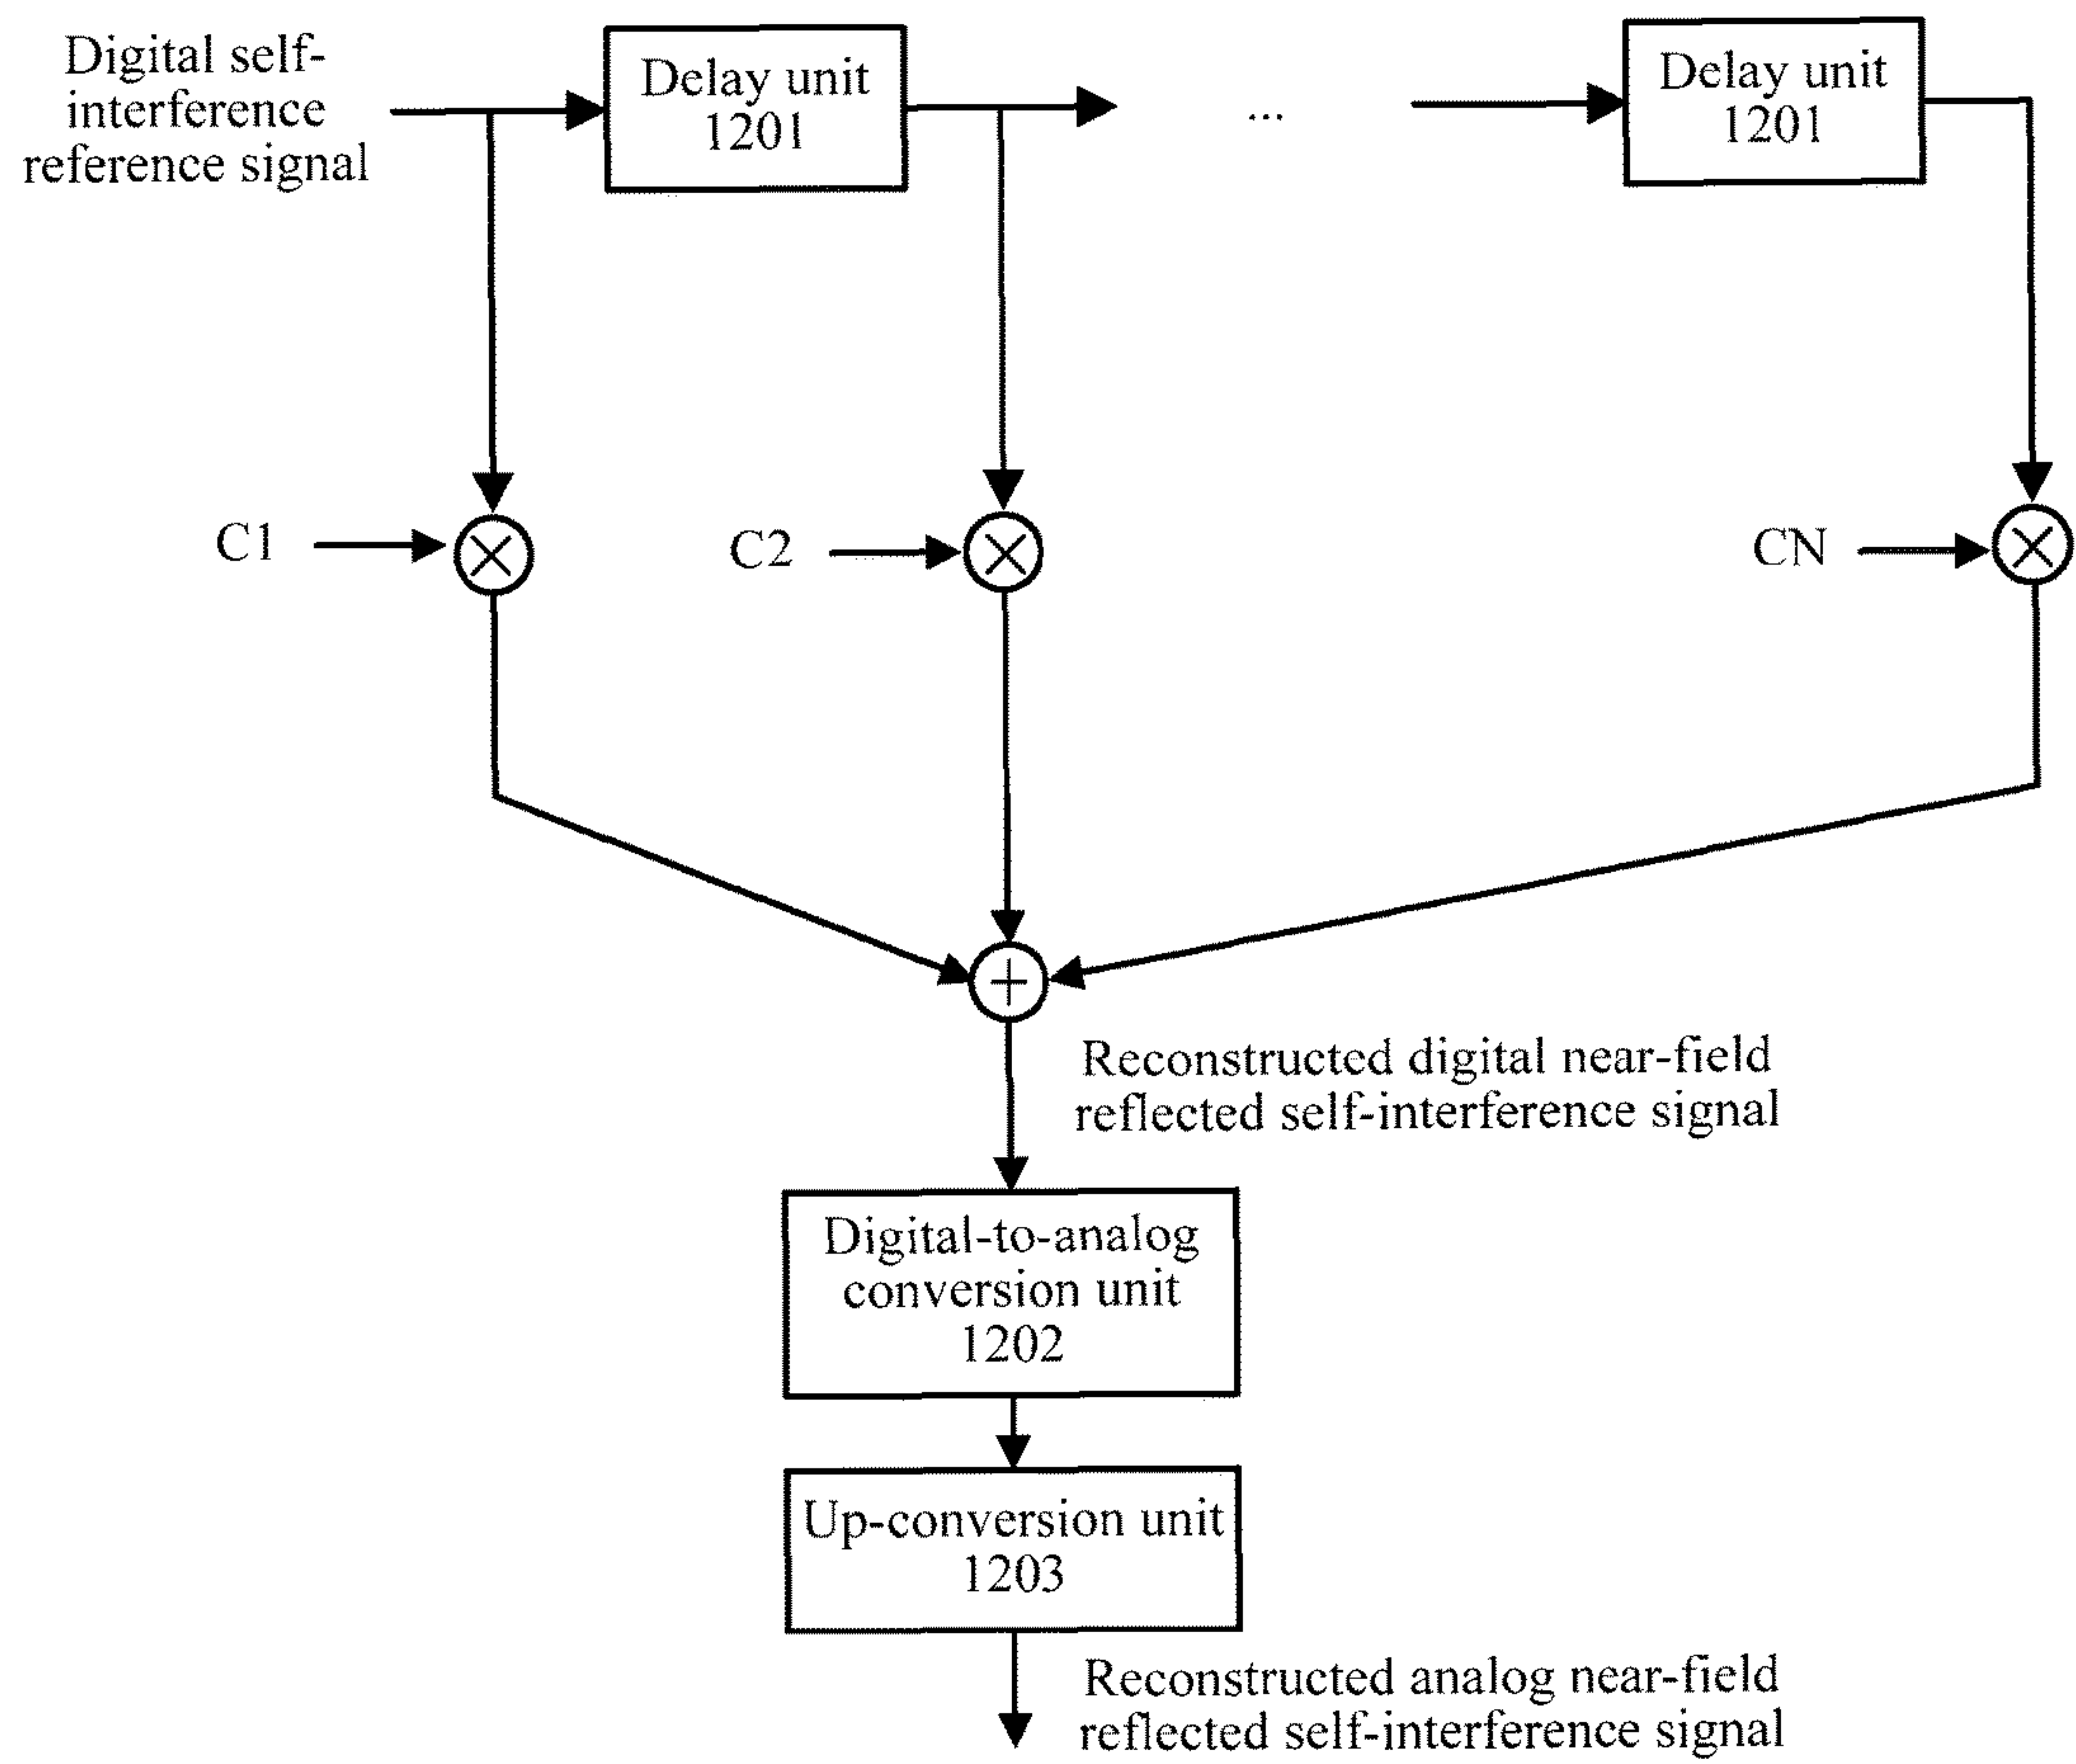 Digital self-
interference
reference signal
Delay unit
1201
...
Delay unit
1201
C1
C2
CN
Reconstructed digital near-field
reflected self-interference signal
Digital-to-analog
conversion unit
1202
Up-conversion unit
1203
Reconstructed analog near-field
reflected self-interference signal